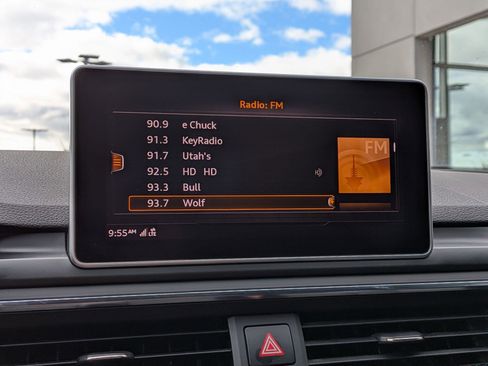 Radio: FM
90.9 e Chuck
91.3 KeyRadio
91.7 Utah's
92.5 HD HD
93.3 Bull
93.7 Wolf
FM
9:55AM LTE